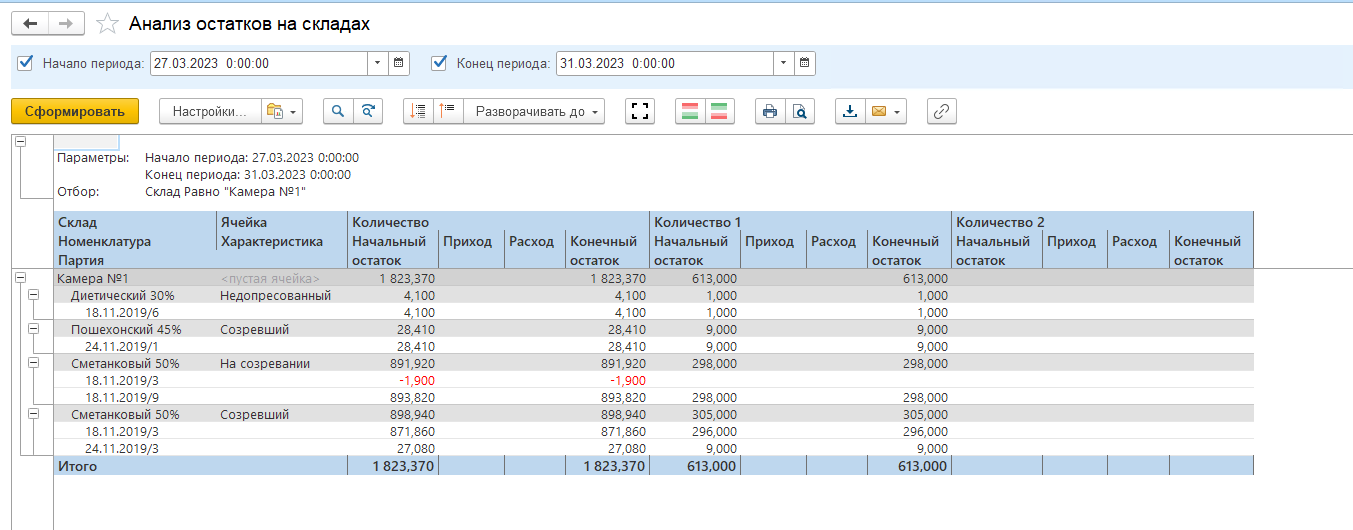 Анализ остатков на складах
Начало периода: 27.03.2023 0:00:00 Конец периода: 31.03.2023 0:00:00
Сформировать Настройки... Разворачивать до
Параметры: Начало периода: 27.03.2023 0:00:00
Конец периода: 31.03.2023 0:00:00
Отбор: Склад Равно "Камера №1"
Склад Ячейка Количество Количество 1 Количество 2
Номенклатура Характеристика Начальный Приход Расход Конечный Начальный Приход Расход Конечный Начальный Приход Расход Конечный
Партия остаток остаток остаток остаток остаток остаток
Камера №1 <пустая ячейка> 1 823,370 1 823,370 613,000 613,000
Диетический 30% Недопресованный 4,100 4,100 1,000 1,000
18.11.2019/6 4,100 4,100 1,000 1,000
Пошехонский 45% Созревший 28,410 28,410 9,000 9,000
24.11.2019/1 28,410 28,410 9,000 9,000
Сметанковый 50% На созревании 891,920 891,920 298,000 298,000
18.11.2019/3 -1,900 -1,900
18.11.2019/9 893,820 893,820 298,000 298,000
Сметанковый 50% Созревший 898,940 898,940 305,000 305,000
18.11.2019/3 871,860 871,860 296,000 296,000
24.11.2019/3 27,080 27,080 9,000 9,000
Итого 1 823,370 1 823,370 613,000 613,000